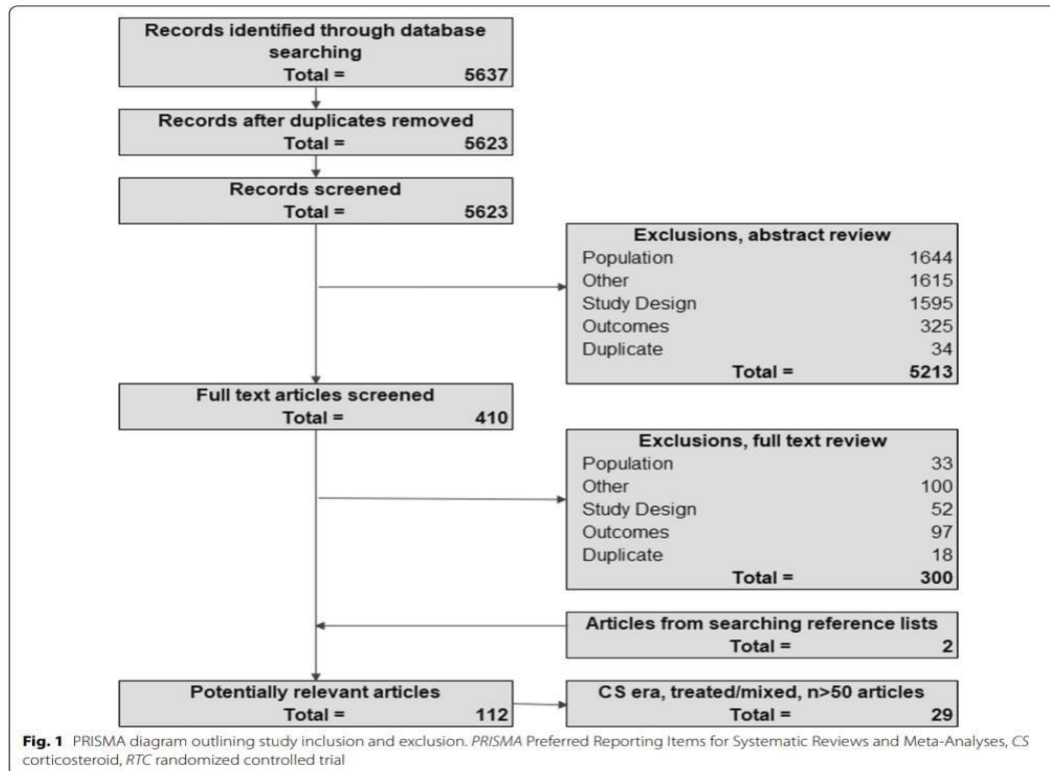 Records identified through database
searching
Total = 5637
Records after duplicates removed
Total = 5623
Records screened
Total = 5623
Exclusions, abstract review
Population 1644
Other 1615
Study Design 1595
Outcomes 325
Duplicate 34
Total = 5213
Full text articles screened
Total = 410
Exclusions, full text review
Population 33
Other 100
Study Design 52
Outcomes 97
Duplicate 18
Total = 300
Articles from searching reference lists
Total = 2
Potentially relevant articles
Total = 112
CS era, treated/mixed, n>50 articles
Total = 29
Fig. 1 PRISMA diagram outlining study inclusion and exclusion. PRISMA Preferred Reporting Items for Systematic Reviews and Meta-Analyses, CS
corticosteroid, RTC randomized controlled trial